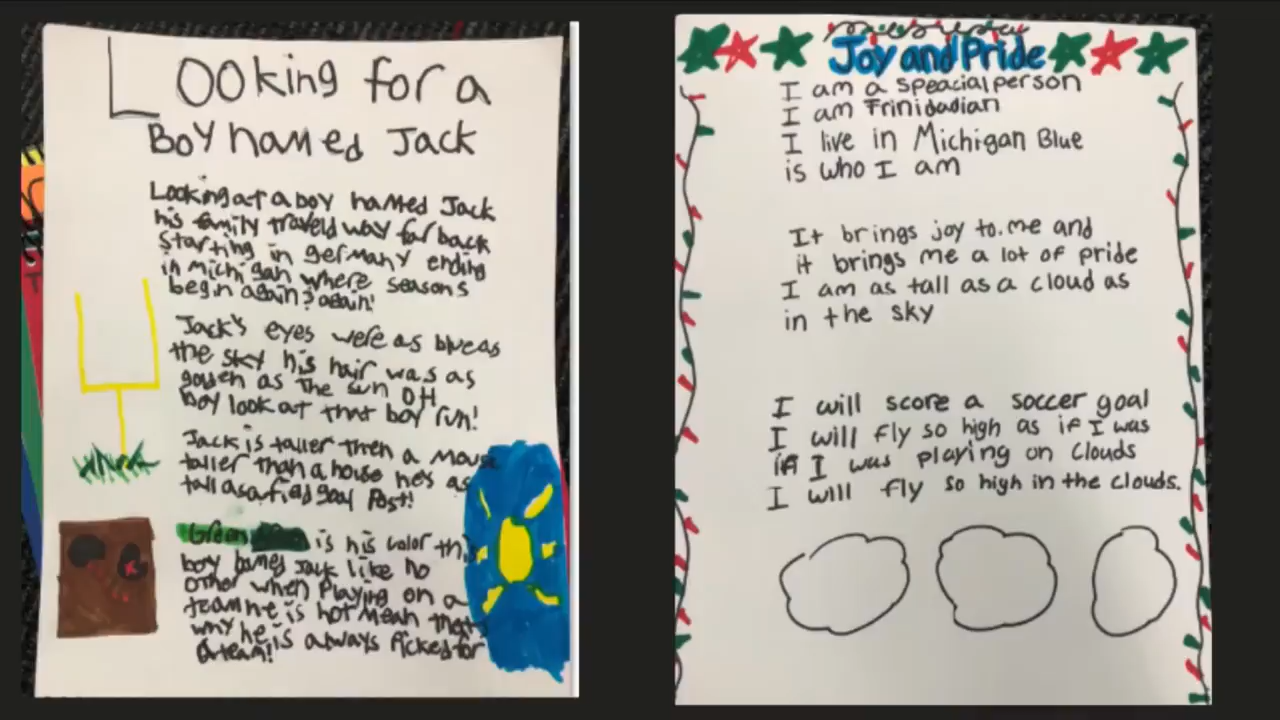 Looking for a
Boy named Jack
Looking at a boy named Jack
his family traveld way far back
Starting in germany ending
in michigan where seasons
begin again? again!
Jack's eyes were as blue as
the sky his hair was as
golden as the sun OH
boy look at that boy run!
Jack is taller then a mouse
taller than a house he's as
tall as a field goal Post!
Green is his color this
boy named Jack like no
other when Playing on a
team he is not mean thats
why he is always Picked for
a team!
Joy and Pride
I am a speacial person
I am Trinidadian
I live in Michigan Blue
is who I am
It brings joy to me and
it brings me a lot of pride
I am as tall as a cloud as
in the sky
I will score a soccer goal
I will fly so high as if I was
if I was playing on clouds
I will fly so high in the clouds.